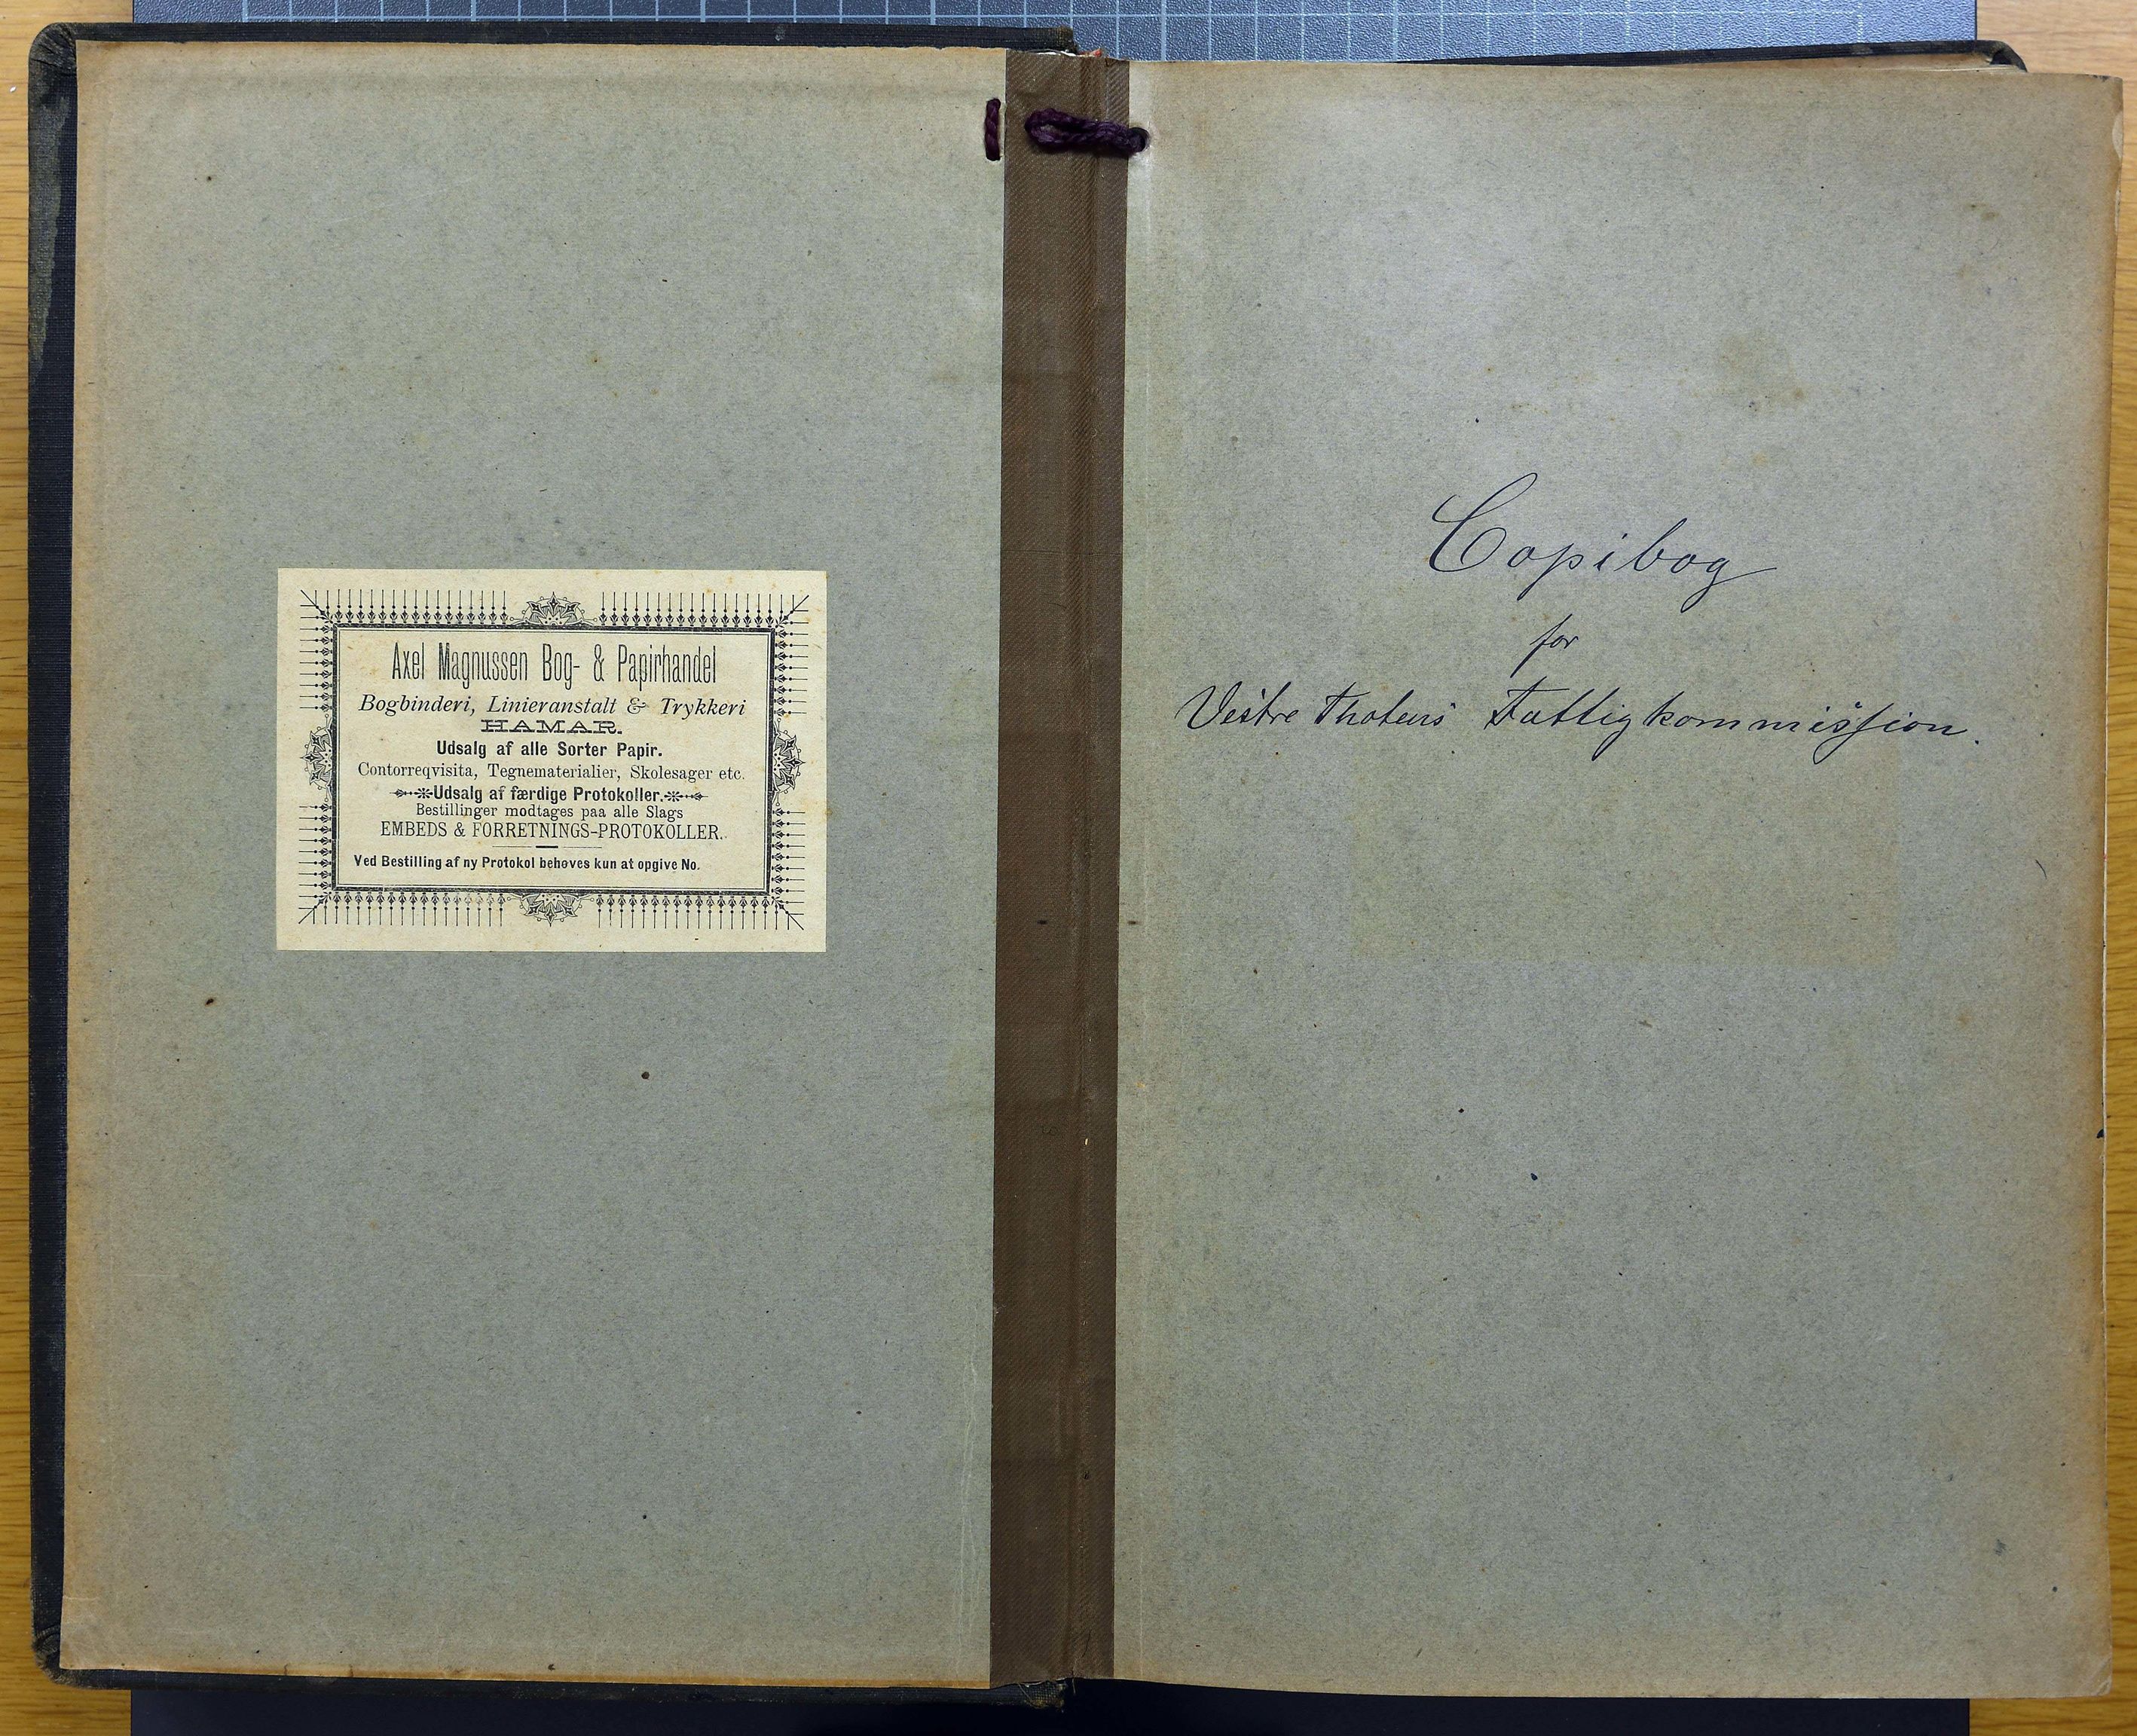 Axel Magnussen Bog- & Papirhandel
Bogbinderi, Linieranstalt & Trykkeri
HAMAR.
Udsalg af alle Sorter Papir.
Contorreqvisita, Tegnematerialier, Skolesager etc.
Udsalg af færdige Protokoller.
Bestillinger modtages paa alle Slags
EMBEDS & FORRETNINGS-PROTOKOLLER.
Ved Bestilling af ny Protokol behøves kun at opgive No.
Copibog
for
Vestre Thotens Fattigkommission.